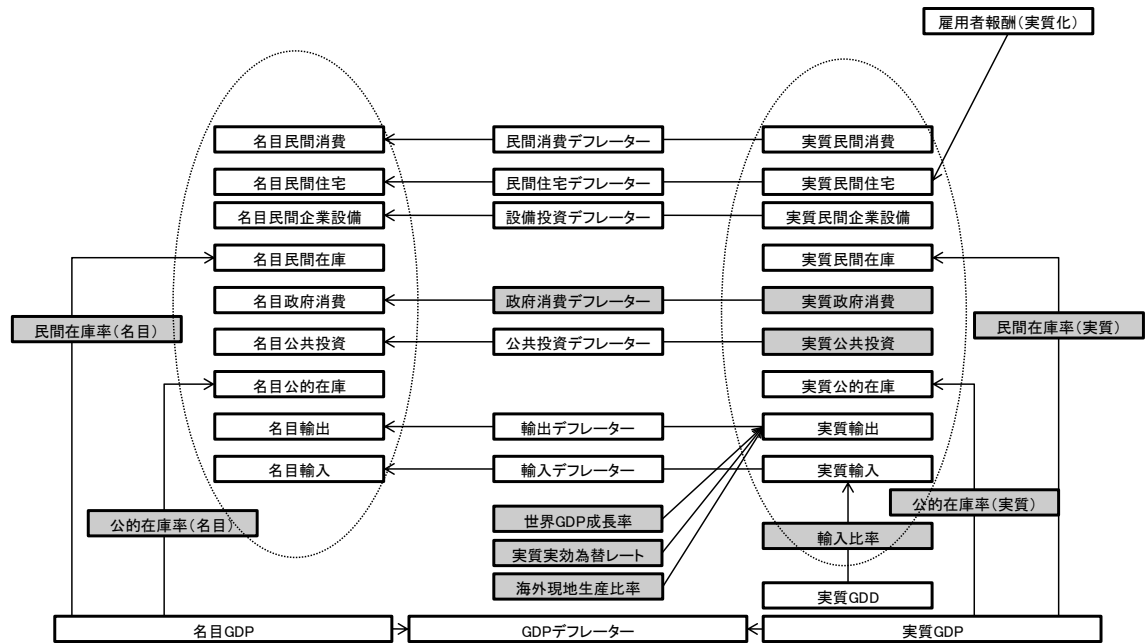 雇用者報酬(実質化)
名目民間消費 民間消費デフレーター 実質民間消費
名目民間住宅 民間住宅デフレーター 実質民間住宅
名目民間企業設備 設備投資デフレーター 実質民間企業設備
名目民間在庫 実質民間在庫
名目政府消費 政府消費デフレーター 実質政府消費
民間在庫率(名目) 民間在庫率(実質)
名目公共投資 公共投資デフレーター 実質公共投資
名目公的在庫 実質公的在庫
名目輸出 輸出デフレーター 実質輸出
名目輸入 輸入デフレーター 実質輸入
公的在庫率(実質)
公的在庫率(名目) 世界GDP成長率
輸入比率
実質実効為替レート
海外現地生産比率 実質GDD
名目GDP GDPデフレーター 実質GDP